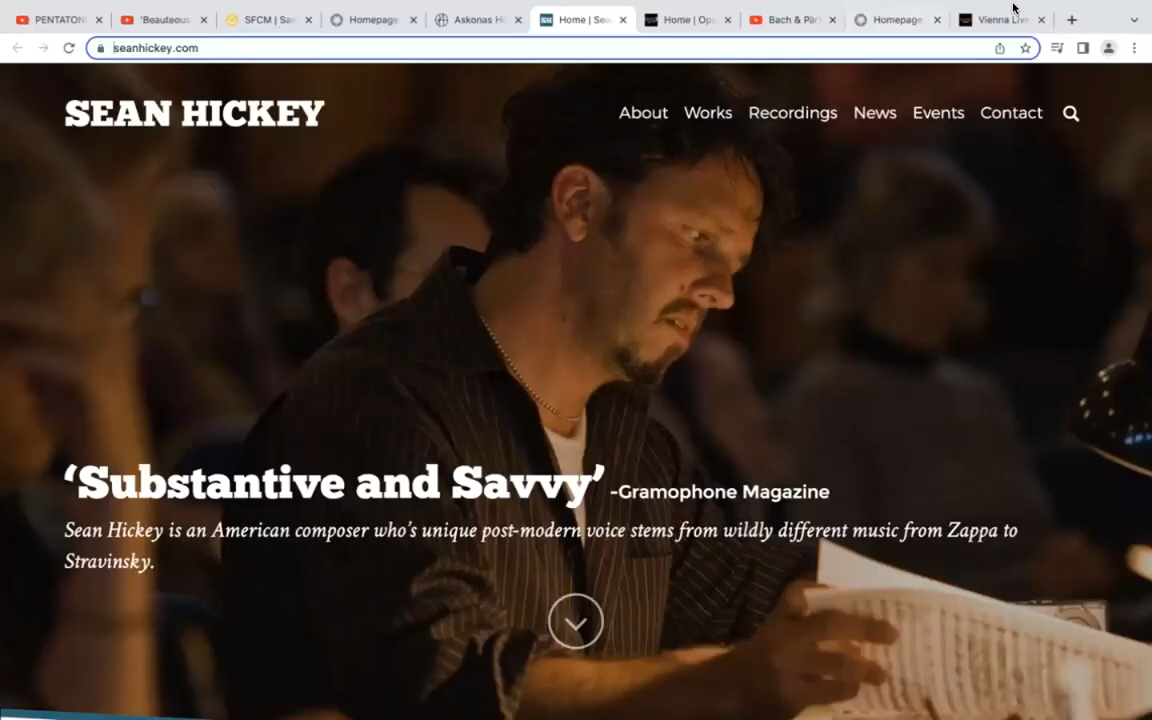 PENTATON
'Beauteous
SFCM | San
Homepage
Askonas H
Home | Sea
Home | Op
Bach & Pär
Homepage
Vienna Live
seanhickey.com
SEAN HICKEY
About Works Recordings News Events Contact
'Substantive and Savvy' -Gramophone Magazine
Sean Hickey is an American composer who's unique post-modern voice stems from wildly different music from Zappa to
Stravinsky.